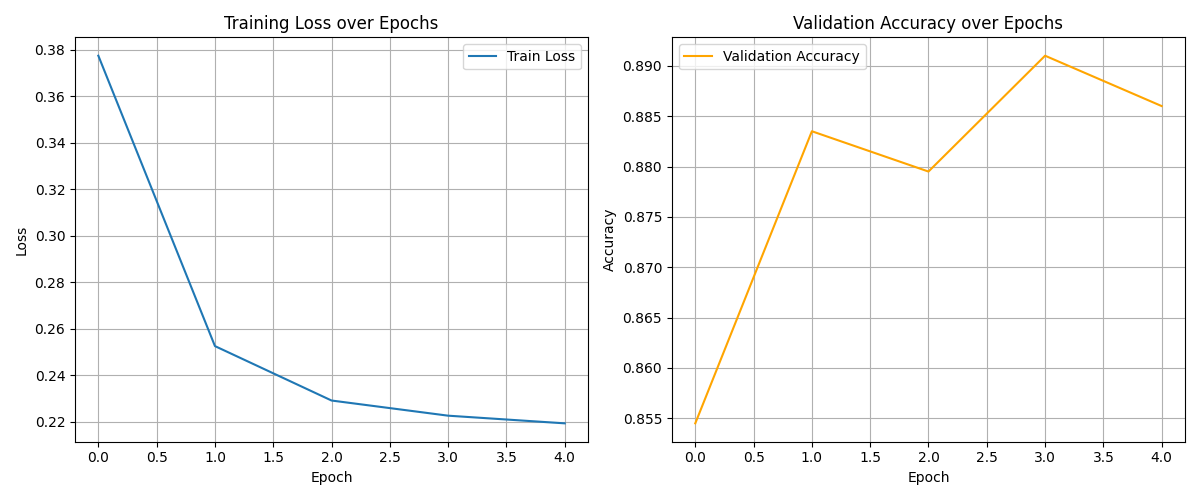 Training Loss over Epochs
Train Loss
0.38
0.36
0.34
0.32
0.30
0.28
0.26
0.24
0.22
Loss
0.0 0.5 1.0 1.5 2.0 2.5 3.0 3.5 4.0
Epoch
Validation Accuracy over Epochs
Validation Accuracy
0.890
0.885
0.880
0.875
0.870
0.865
0.860
0.855
Accuracy
0.0 0.5 1.0 1.5 2.0 2.5 3.0 3.5 4.0
Epoch